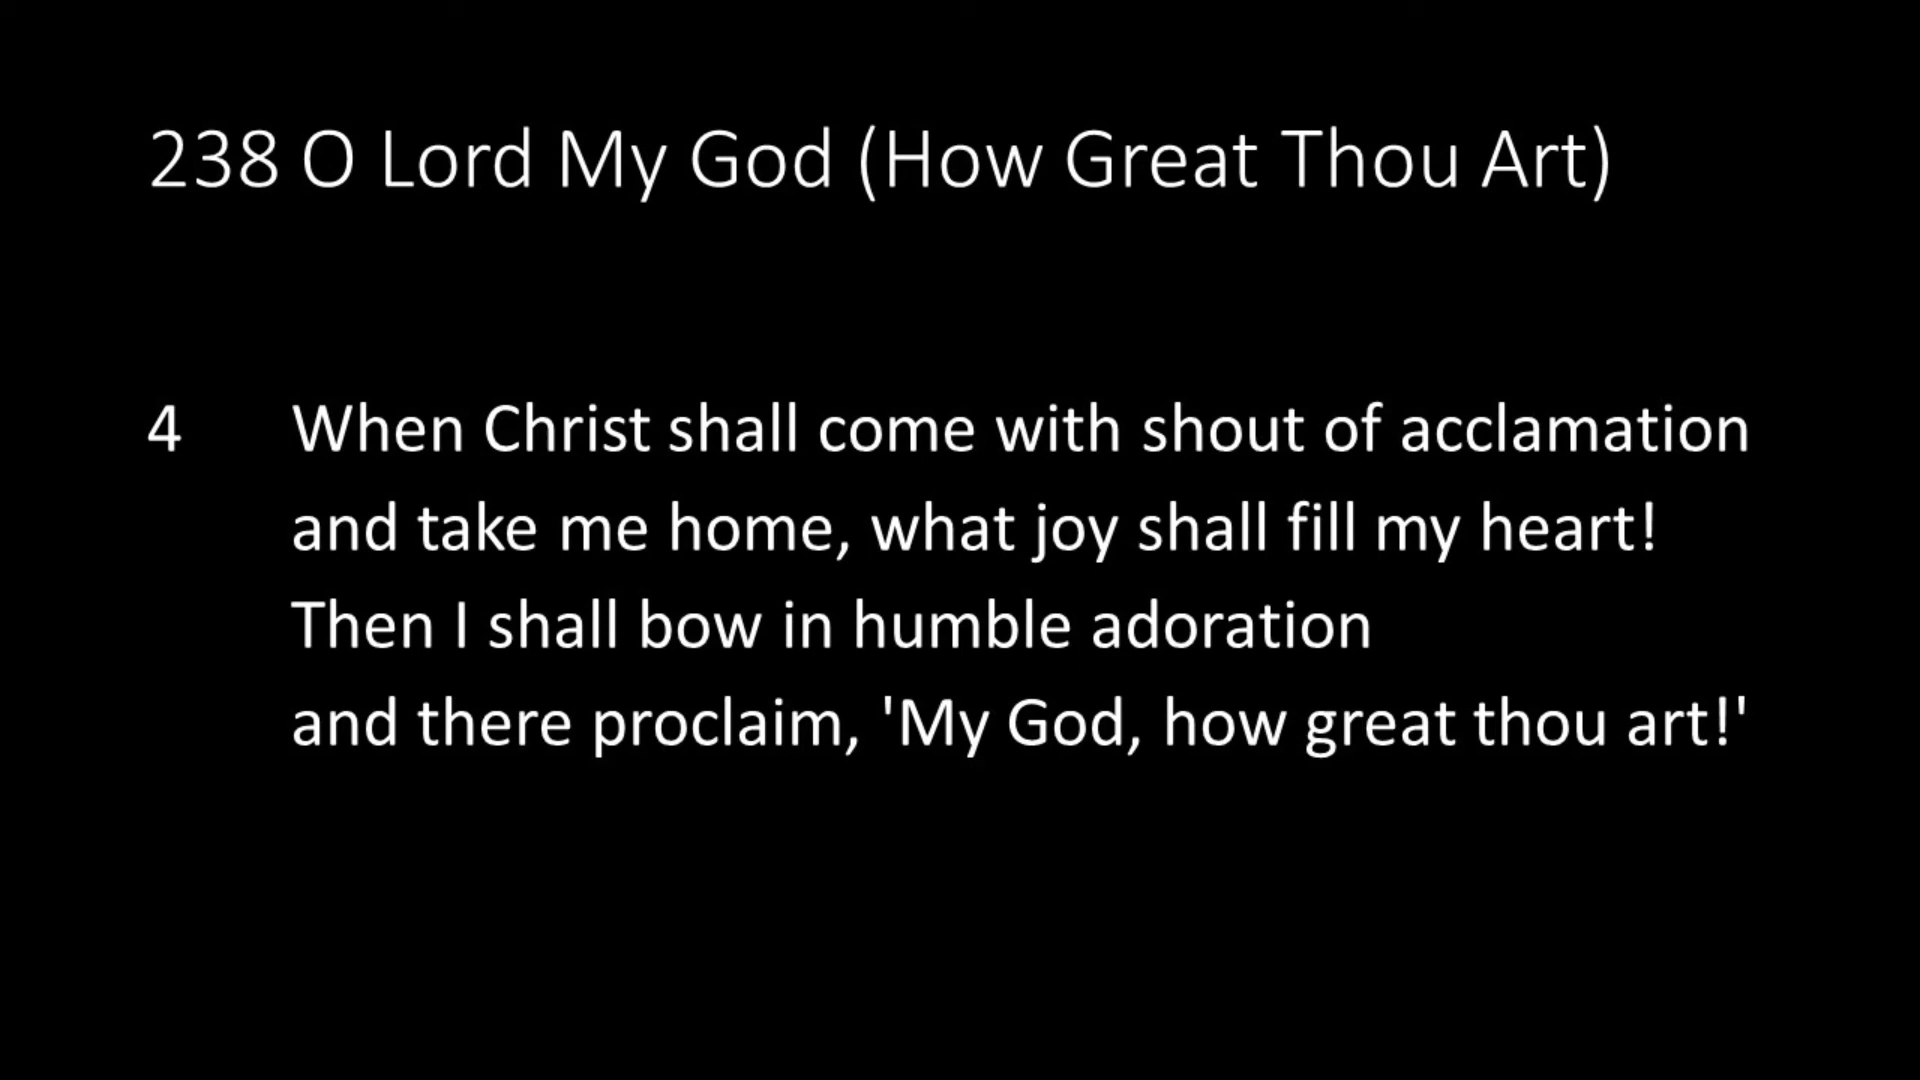 238 O Lord My God (How Great Thou Art)
4 When Christ shall come with shout of acclamation
and take me home, what joy shall fill my heart!
Then I shall bow in humble adoration
and there proclaim, 'My God, how great thou art!'